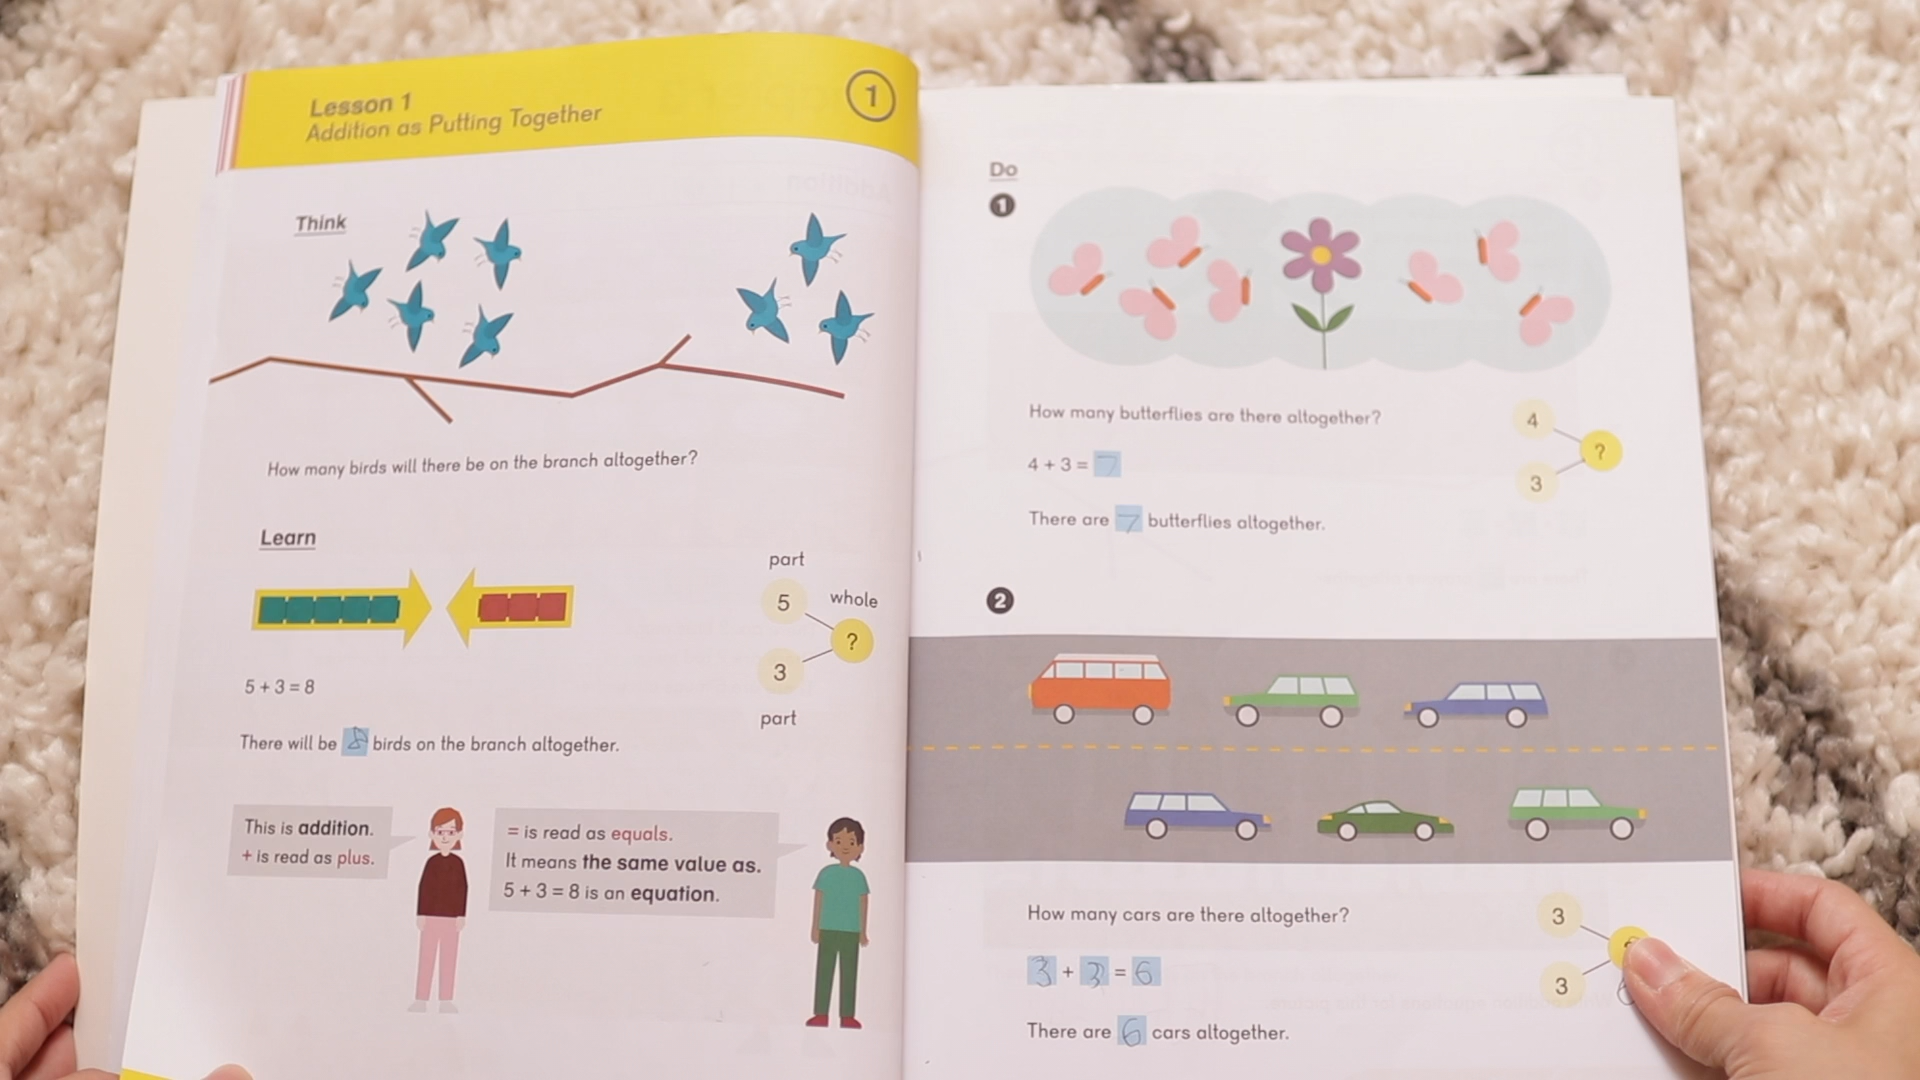 Lesson 1
Addition as Putting Together
1
Think
How many birds will there be on the branch altogether?
Learn
part
5
whole
?
3
part
5 + 3 = 8
There will be 8 birds on the branch altogether.
This is addition.
+ is read as plus.
= is read as equals.
It means the same value as.
5 + 3 = 8 is an equation.
Do
1
How many butterflies are there altogether?
4
?
3
4 + 3 = 7
There are 7 butterflies altogether.
2
How many cars are there altogether?
3
3
3 + 3 = 6
There are 6 cars altogether.